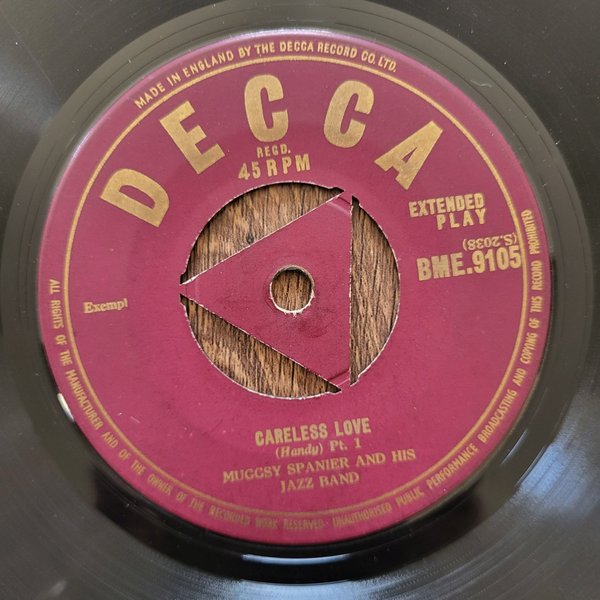 MADE IN ENGLAND BY THE DECCA RECORD CO. LTD.
DECCA
REGD.
45 RPM
EXTENDED
PLAY
(S.2038)
BME.9105
Exempl
CARELESS LOVE
(Handy) Pt. 1
MUGGSY SPANIER AND HIS
JAZZ BAND
ALL RIGHTS OF THE MANUFACTURER AND OF THE OWNER OF THE RECORDED WORK RESERVED· UNAUTHORISED PUBLIC PERFORMANCE BROADCASTING AND COPYING OF THIS RECORD PROHIBITED